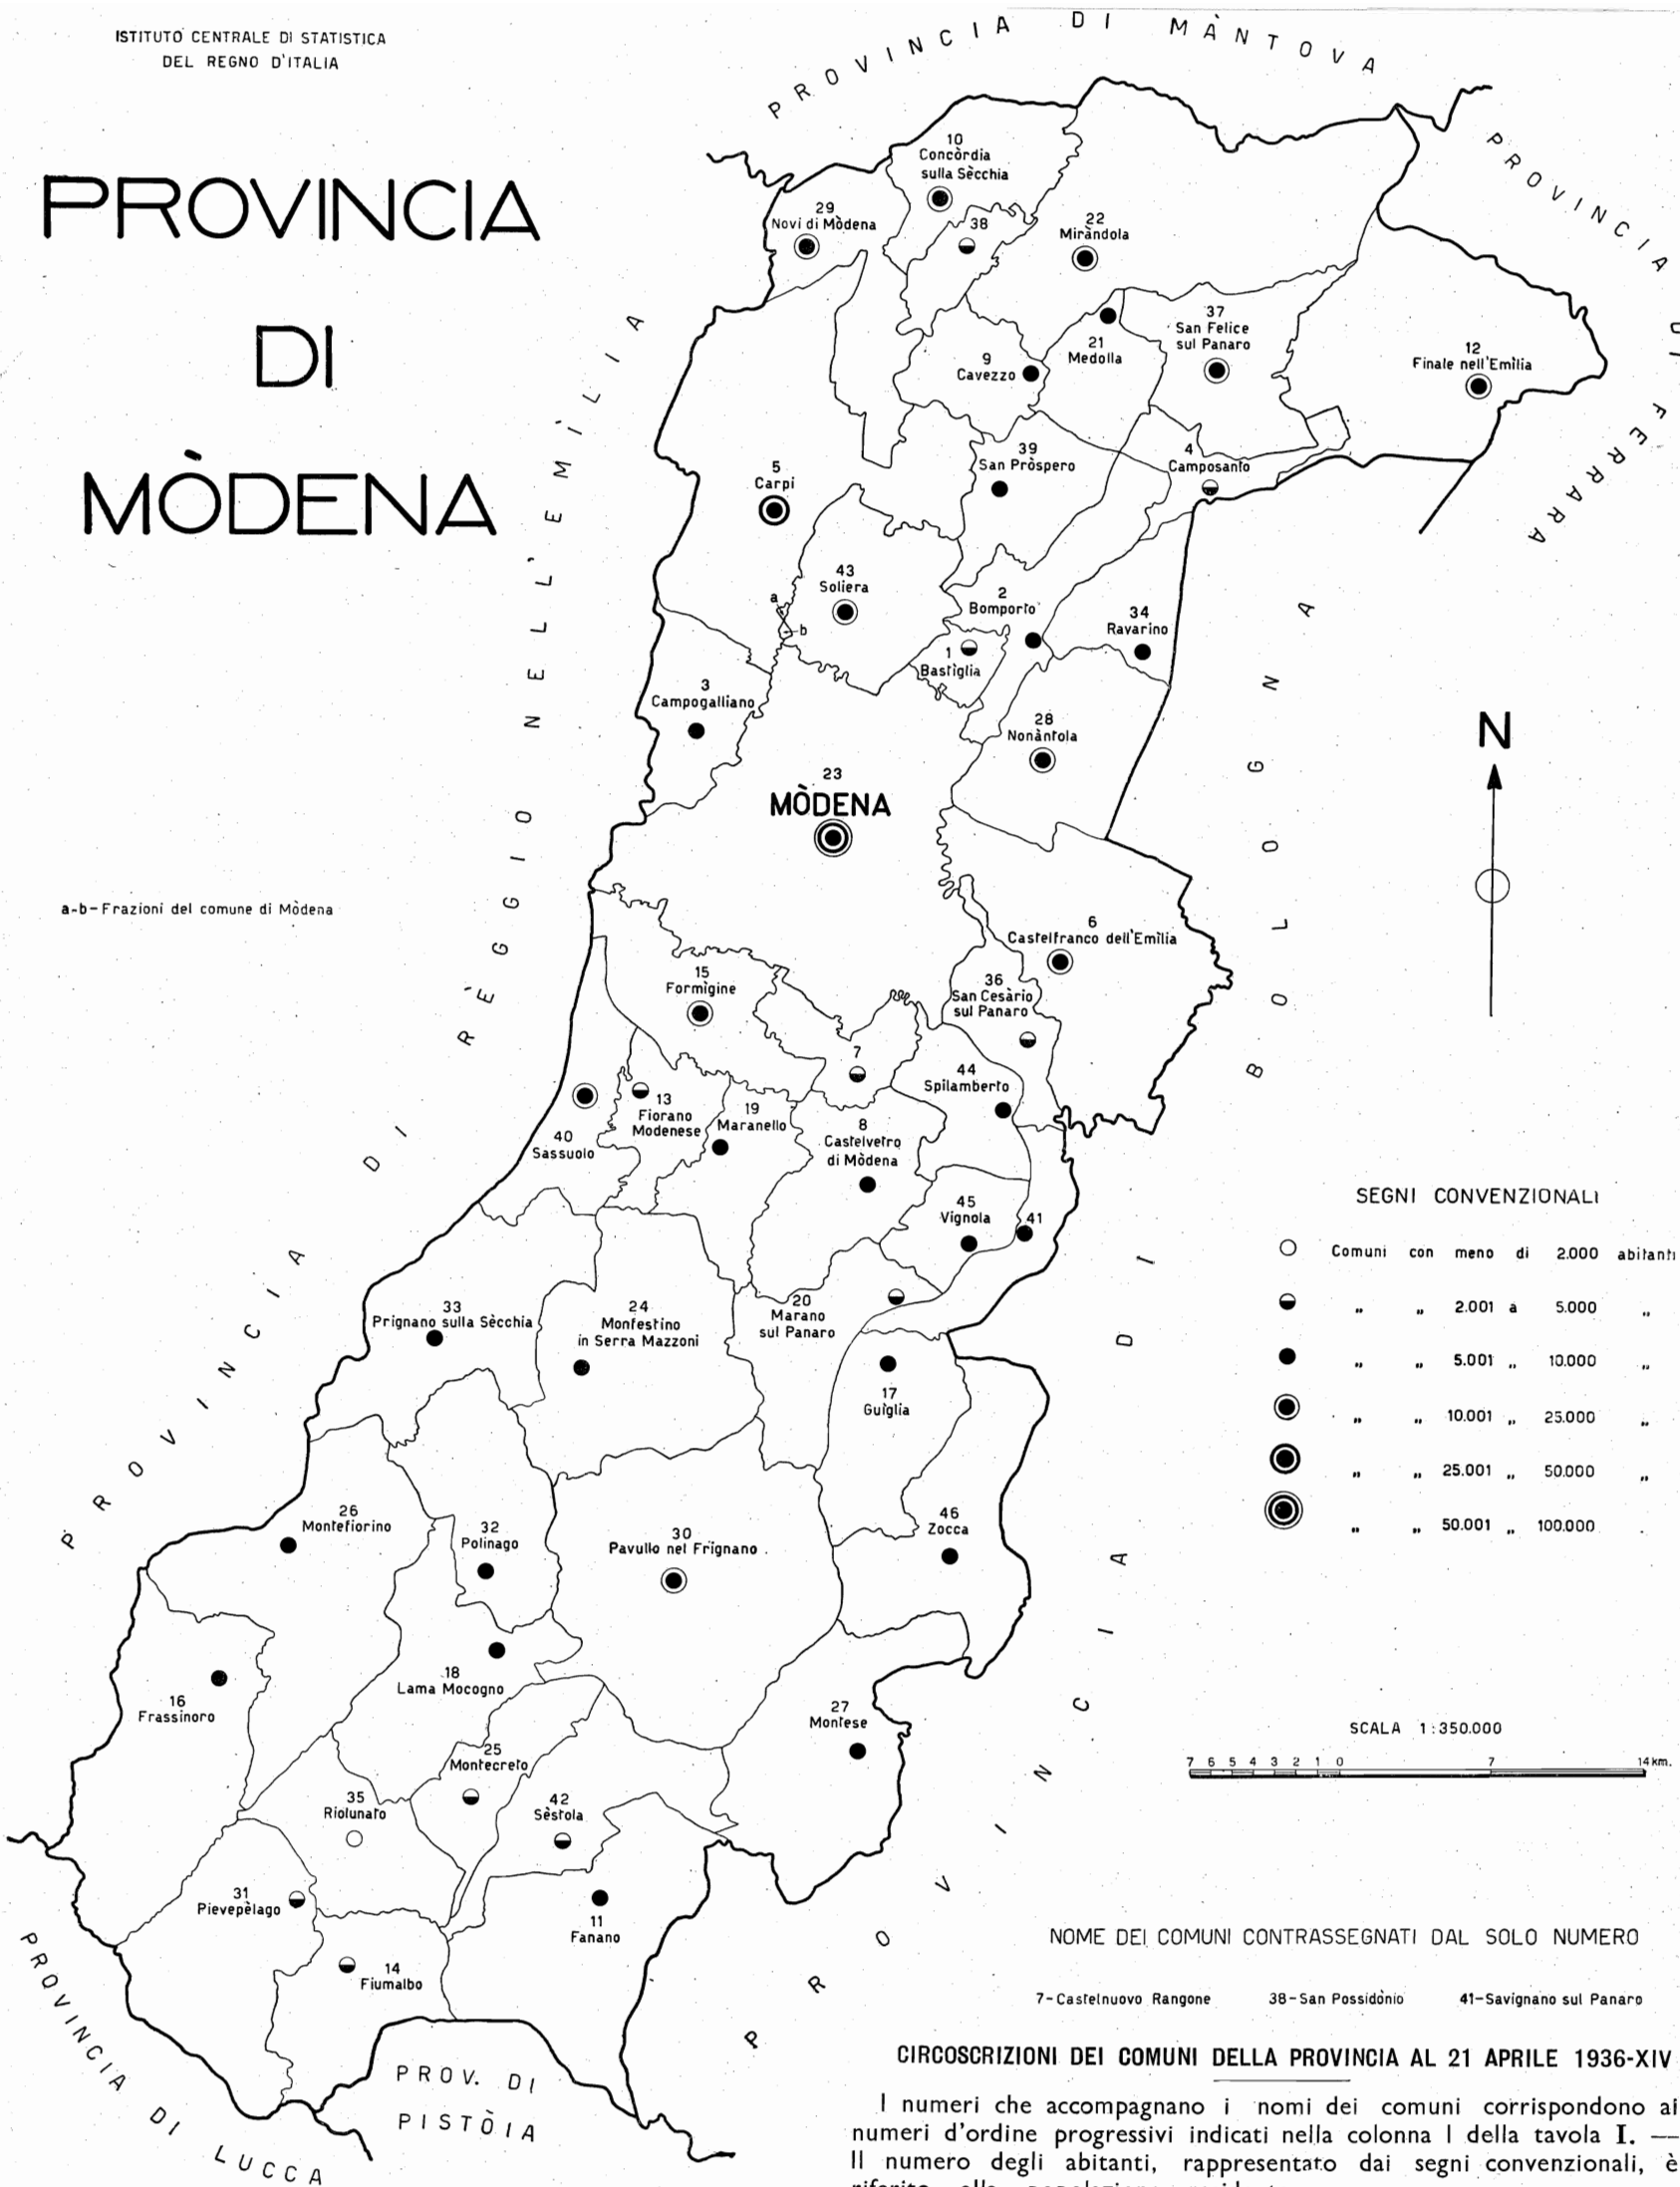 ISTITUTO CENTRALE DI STATISTICA
DEL REGNO D'ITALIA
PROVINCIA
DI
MÒDENA
PROVINCIA DI MÀNTOVA
PROVINCIA DI FERRARA
PROVINCIA DI RÈGGIO NELL'EMÌLIA
PROVINCIA DI BOLOGNA
10
Concòrdia
sulla Sècchia
29
Novi di Mòdena
38
22
Miràndola
37
San Felice
sul Panaro
21
Medolla
9
Cavezzo
12
Finale nell'Emìlia
39
San Pròspero
4
Camposanto
5
Carpi
43
Soliera
a
b
2
Bomporto
34
Ravarino
1
Bastìglia
3
Campogalliano
28
Nonàntola
23
MÒDENA
N
a-b-Frazioni del comune di Mòdena
6
Castelfranco dell'Emìlia
15
Formìgine
36
San Cesàrio
sul Panaro
7
44
Spilamberto
13
Fiorano
Modenese
19
Maranello
8
Castelvetro
di Mòdena
40
Sassuolo
45
Vignola
41
20
Marano
sul Panaro
33
Prignano sulla Sècchia
24
Monfestino
in Serra Mazzoni
17
Guìglia
26
Montefiorino
32
Polinago
30
Pavullo nel Frignano
46
Zocca
18
Lama Mocogno
16
Frassinoro
27
Montese
25
Montecreto
35
Riolunato
42
Sèstola
31
Pievepèlago
11
Fanano
14
Fiumalbo
SEGNI CONVENZIONALI
Comuni con meno di 2.000 abitanti
" " 2.001 a 5.000 "
" " 5.001 " 10.000 "
" " 10.001 " 25.000 "
" " 25.001 " 50.000 "
" " 50.001 " 100.000
SCALA 1:350.000
7 6 5 4 3 2 1 0 7 14 km.
PROVINCIA DI LUCCA
PROV. DI
PISTÒIA
NOME DEI COMUNI CONTRASSEGNATI DAL SOLO NUMERO
7-Castelnuovo Rangone 38-San Possidònio 41-Savignano sul Panaro
CIRCOSCRIZIONI DEI COMUNI DELLA PROVINCIA AL 21 APRILE 1936-XIV
I numeri che accompagnano i nomi dei comuni corrispondono ai
numeri d'ordine progressivi indicati nella colonna I della tavola I. —
Il numero degli abitanti, rappresentato dai segni convenzionali, è